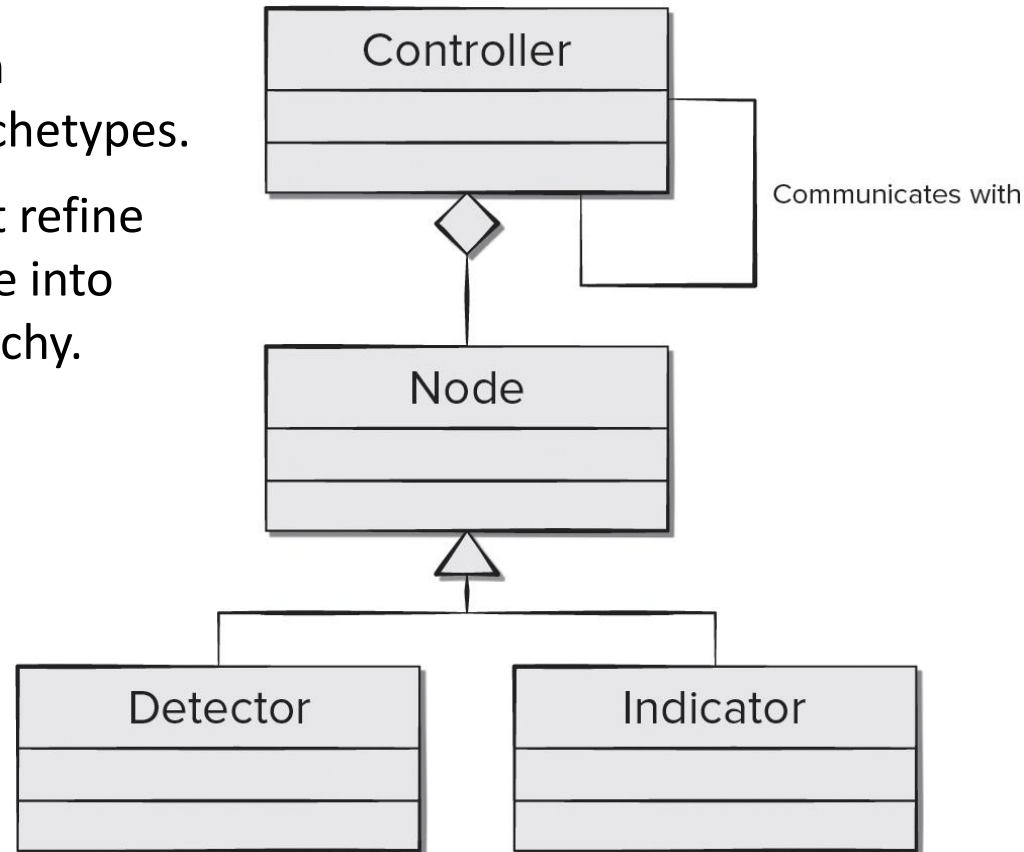 chetypes.
refine
e into
chy.
Controller
Communicates with
Node
Detector
Indicator